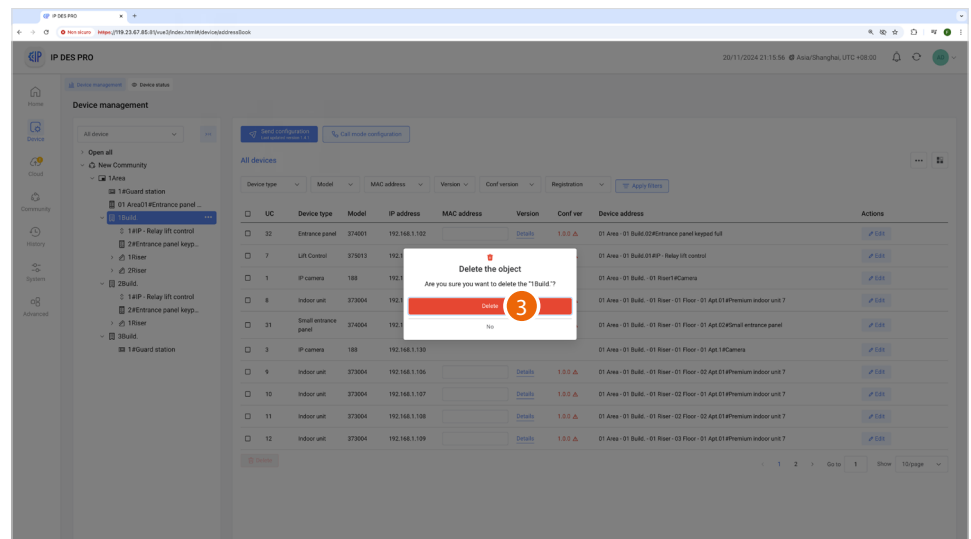 IP DES PRO
Non sicuro https://119.23.67.85:81/vue3/index.html#/device/addressBook
IP DES PRO
20/11/2024 21:15:56 Asia/Shanghai, UTC +08:00
Device management Device status
Home
Device management
Device
Cloud
Community
History
System
Advanced
All device
Open all
New Community
1Area
1#Guard station
01 Area01#Entrance panel ...
1Build.
1#IP - Relay lift control
2#Entrance panel keyp...
1Riser
2Riser
2Build.
1#IP - Relay lift control
2#Entrance panel keyp...
1Riser
3Build.
1#Guard station
Send configuration
Call mode configuration
All devices
Device type Model MAC address Version Conf version Registration Apply filters
UC Device type Model IP address MAC address Version Conf ver Device address Actions
32 Entrance panel 374001 192.168.1.102 Details 1.0.0 01 Area - 01 Build.02#Entrance panel keypad full Edit
7 Lift Control 375013 192.1 01 Area - 01 Build.01#IP - Relay lift control Edit
1 IP camera 188 192.1 01 Area - 01 Build. - 01 Riser1#Camera Edit
8 Indoor unit 373004 192.1 01 Area - 01 Build. - 01 Riser - 01 Floor - 01 Apt.01#Premium indoor unit 7 Edit
31 Small entrance panel 374004 192.1 01 Area - 01 Build. - 01 Riser - 01 Floor - 01 Apt.02#Small entrance panel Edit
3 IP camera 188 192.168.1.130 01 Area - 01 Build. - 01 Riser - 01 Floor - 01 Apt.1#Camera Edit
9 Indoor unit 373004 192.168.1.106 Details 1.0.0 01 Area - 01 Build. - 01 Riser - 01 Floor - 02 Apt.01#Premium indoor unit 7 Edit
10 Indoor unit 373004 192.168.1.107 Details 1.0.0 01 Area - 01 Build. - 01 Riser - 02 Floor - 01 Apt.01#Premium indoor unit 7 Edit
11 Indoor unit 373004 192.168.1.108 Details 1.0.0 01 Area - 01 Build. - 01 Riser - 02 Floor - 02 Apt.01#Premium indoor unit 7 Edit
12 Indoor unit 373004 192.168.1.109 Details 1.0.0 01 Area - 01 Build. - 01 Riser - 03 Floor - 01 Apt.01#Premium indoor unit 7 Edit
Delete
1 2 Go to 1 Show 10/page
Delete the object
Are you sure you want to delete the "1Build."?
Delete
3
No